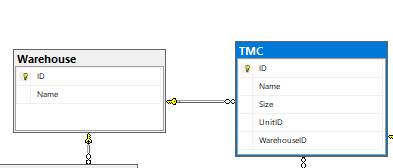 Warehouse
ID
Name
TMC
ID
Name
Size
UnitID
WarehouseID